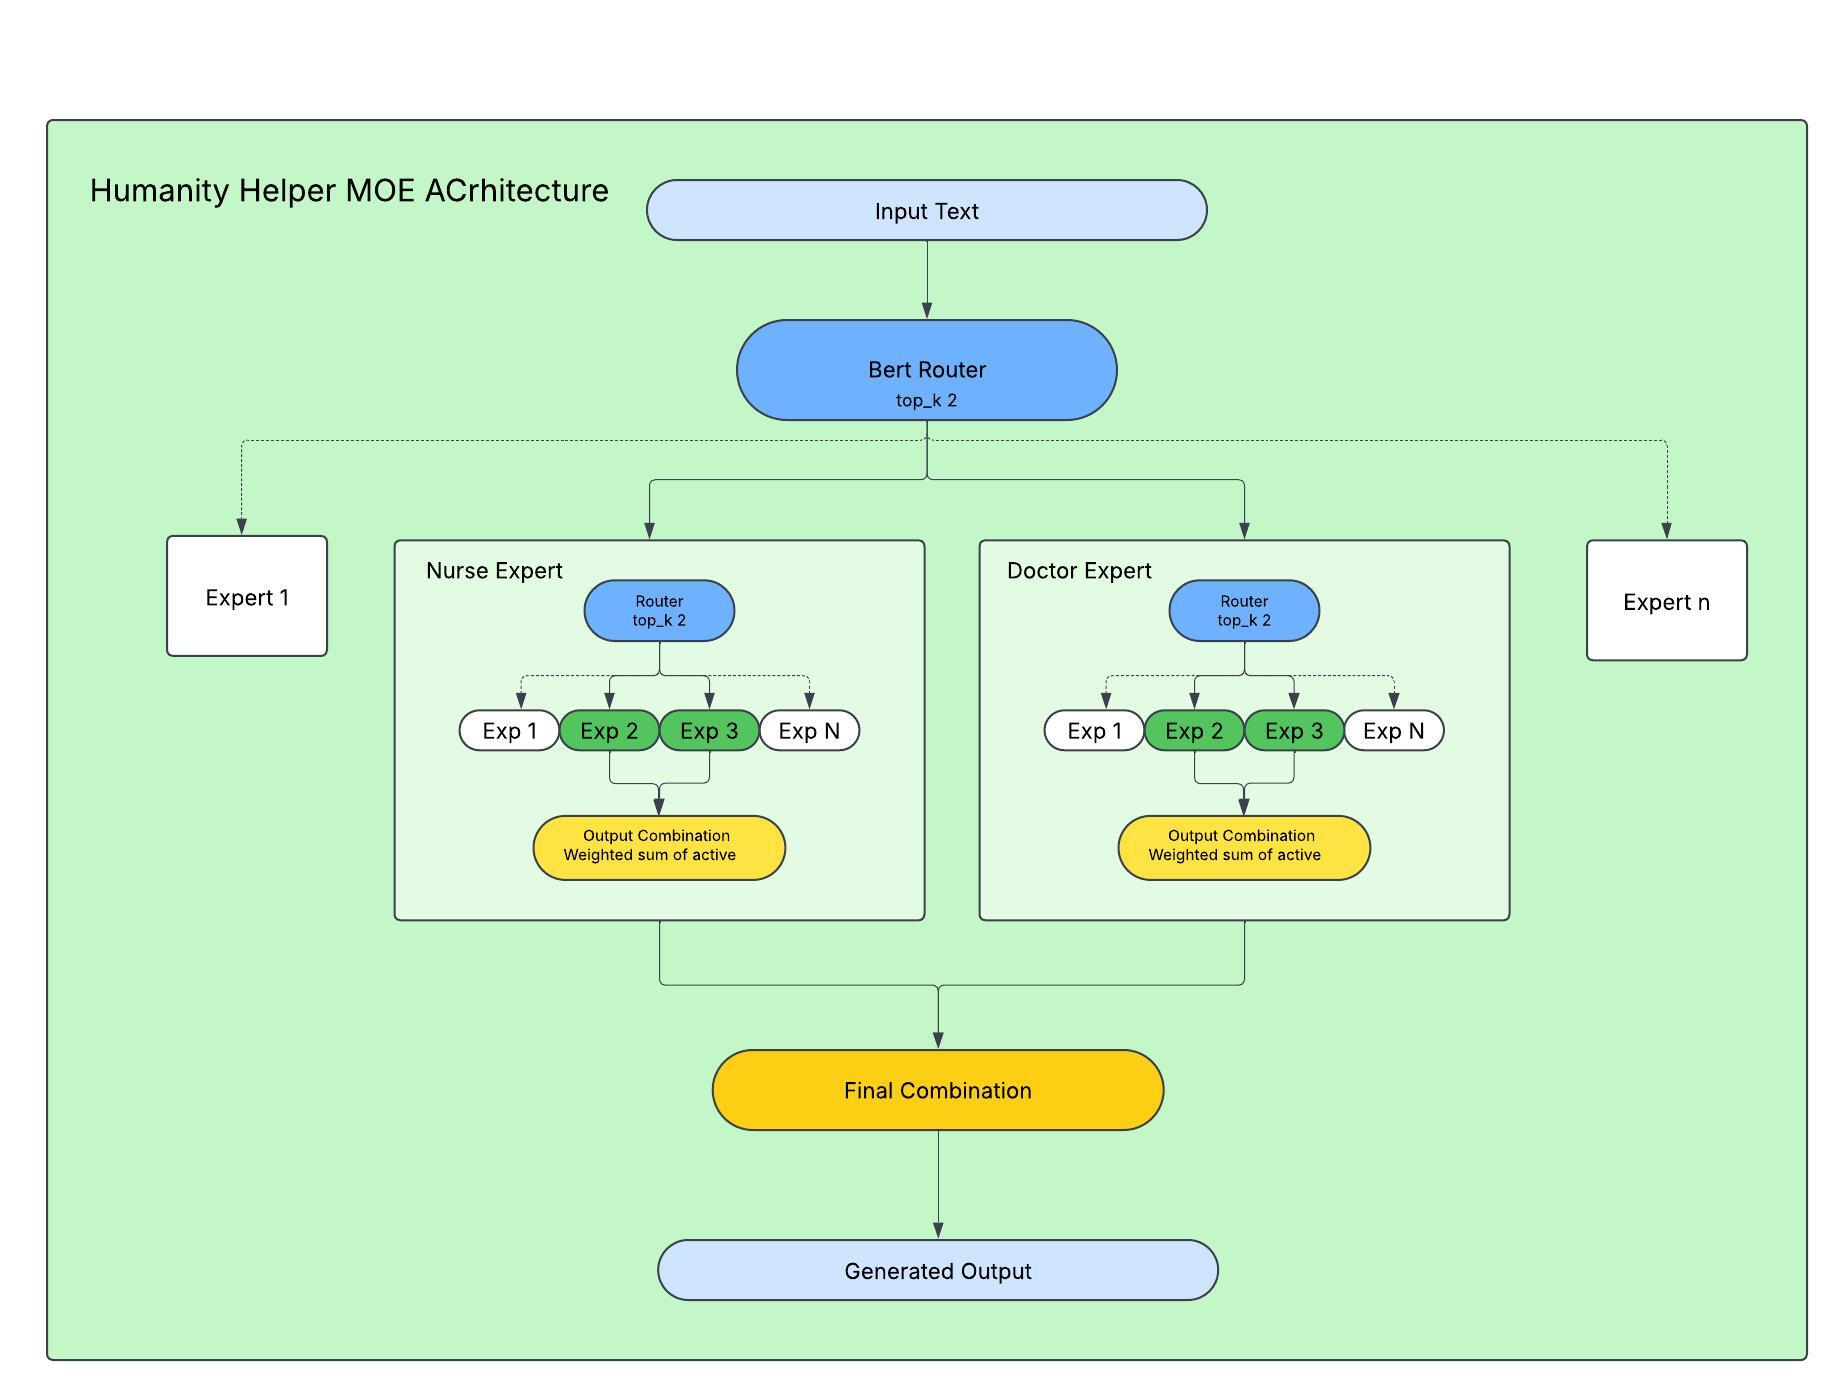 Humanity Helper MOE ACrhitecture
Input Text
Bert Router
top_k 2
Expert 1
Nurse Expert
Router
top_k 2
Exp 1
Exp 2
Exp 3
Exp N
Output Combination
Weighted sum of active
Doctor Expert
Router
top_k 2
Exp 1
Exp 2
Exp 3
Exp N
Output Combination
Weighted sum of active
Expert n
Final Combination
Generated Output